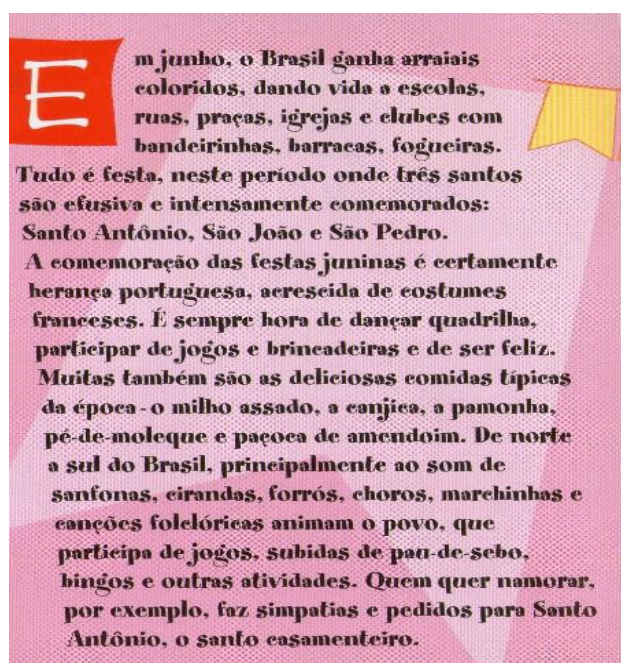 Em junho, o Brasil ganha arraiais
coloridos, dando vida a escolas,
ruas, praças, igrejas e clubes com
bandeirinhas, barracas, fogueiras.
Tudo é festa, neste período onde três santos
são efusiva e intensamente comemorados:
Santo Antônio, São João e São Pedro.
A comemoração das festas juninas é certamente
herança portuguesa, acrescida de costumes
franceses. É sempre hora de dançar quadrilha,
participar de jogos e brincadeiras e de ser feliz.
Muitas também são as deliciosas comidas típicas
da época - o milho assado, a canjica, a pamonha,
pé-de-moleque e paçoca de amendoim. De norte
a sul do Brasil, principalmente ao som de
sanfonas, cirandas, forrós, choros, marchinhas e
canções folclóricas animam o povo, que
participa de jogos, subidas de pau-de-sebo,
bingos e outras atividades. Quem quer namorar,
por exemplo, faz simpatias e pedidos para Santo
Antônio, o santo casamenteiro.